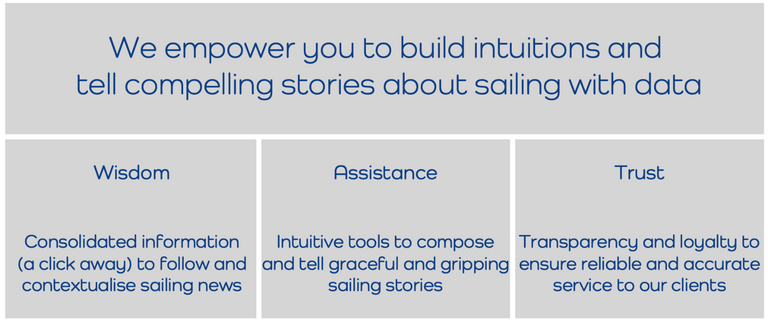 We empower you to build intuitions and
tell compelling stories about sailing with data
Wisdom
Consolidated information
(a click away) to follow and
contextualise sailing news
Assistance
Intuitive tools to compose
and tell graceful and gripping
sailing stories
Trust
Transparency and loyalty to
ensure reliable and accurate
service to our clients